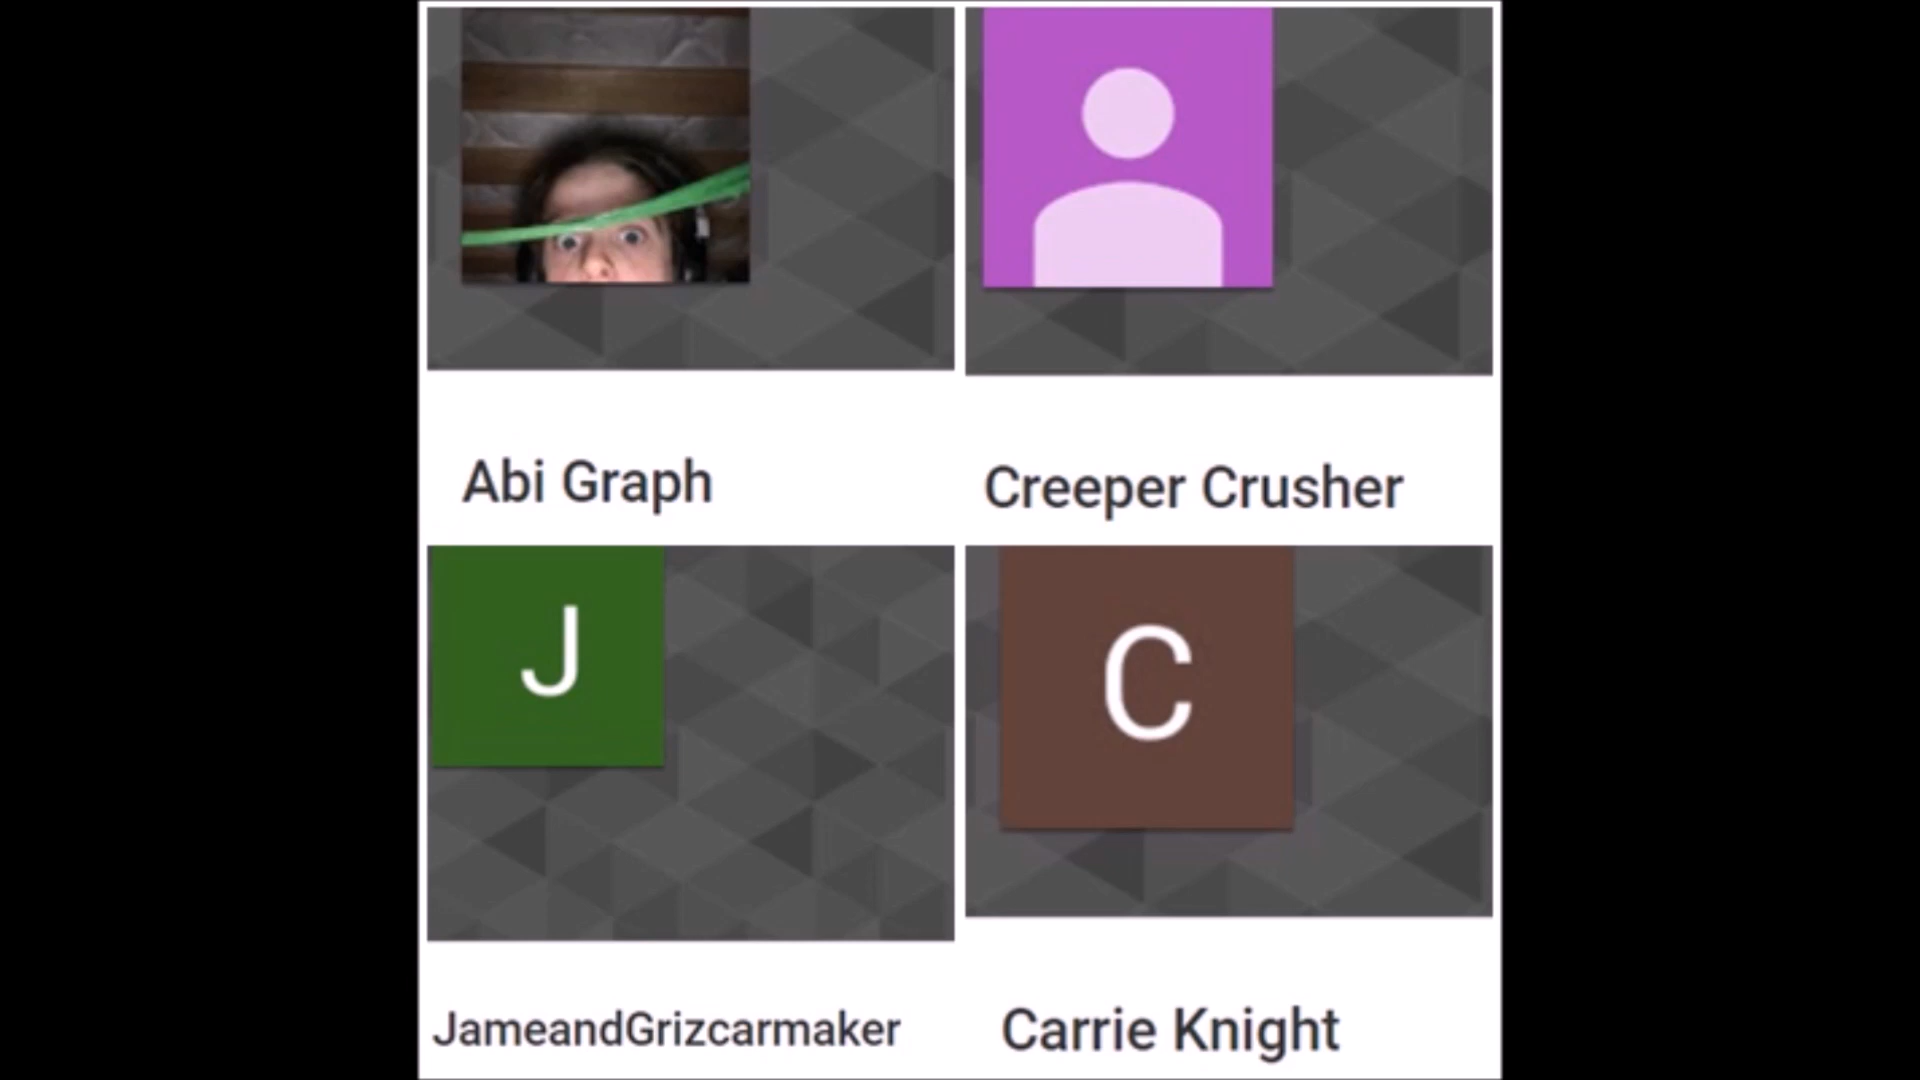 Abi Graph
Creeper Crusher
J
C
JameandGrizcarmaker
Carrie Knight